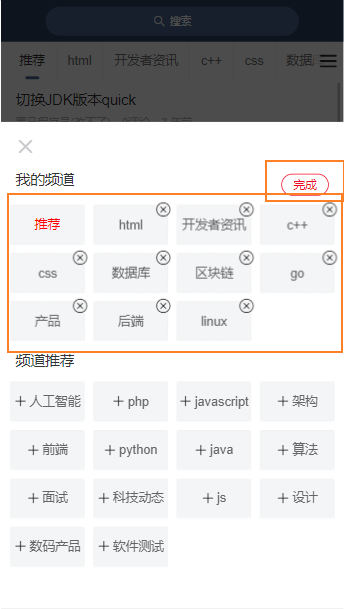 搜索
推荐 html 开发者资讯 c++ css 数据
切换JDK版本quick
我的频道 完成
推荐 html 开发者资讯 c++
css 数据库 区块链 go
产品 后端 linux
频道推荐
+ 人工智能 + php + javascript + 架构
+ 前端 + python + java + 算法
+ 面试 + 科技动态 + js + 设计
+ 数码产品 + 软件测试